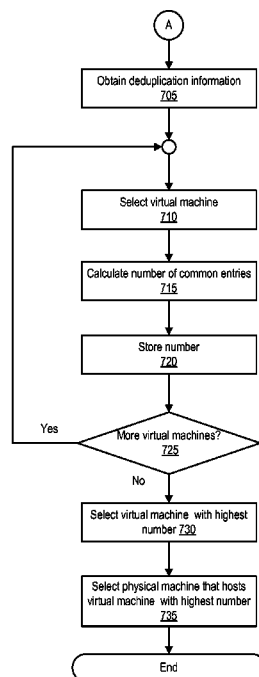 A
Obtain deduplication information
705
Select virtual machine
710
Calculate number of common entries
715
Store number
720
Yes
More virtual machines?
725
No
Select virtual machine with highest
number 730
Select physical machine that hosts
virtual machine with highest number
735
End